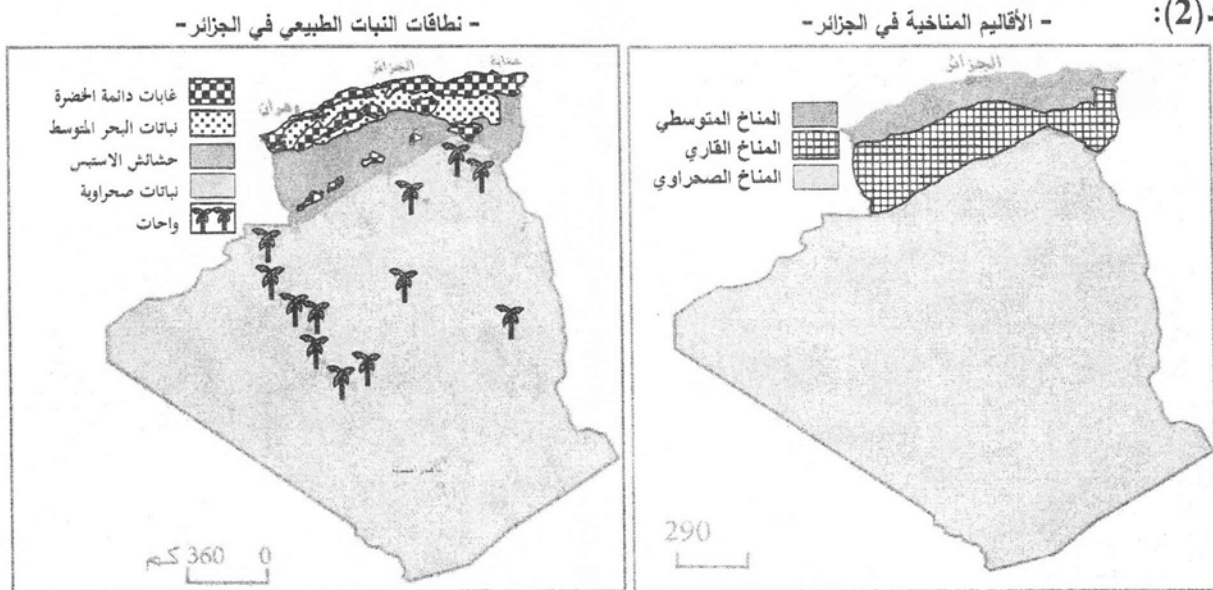 د(2):
- الأقاليم المناخية في الجزائر-
الجزائر
المناخ المتوسطي
المناخ القاري
المناخ الصحراوي
290
- نطاقات النبات الطبيعي في الجزائر-
عنابة
الجزائر
وهران
غابات دائمة الخضرة
نباتات البحر المتوسط
حشائش الاستبس
نباتات صحراوية
واحات
0 360 كم